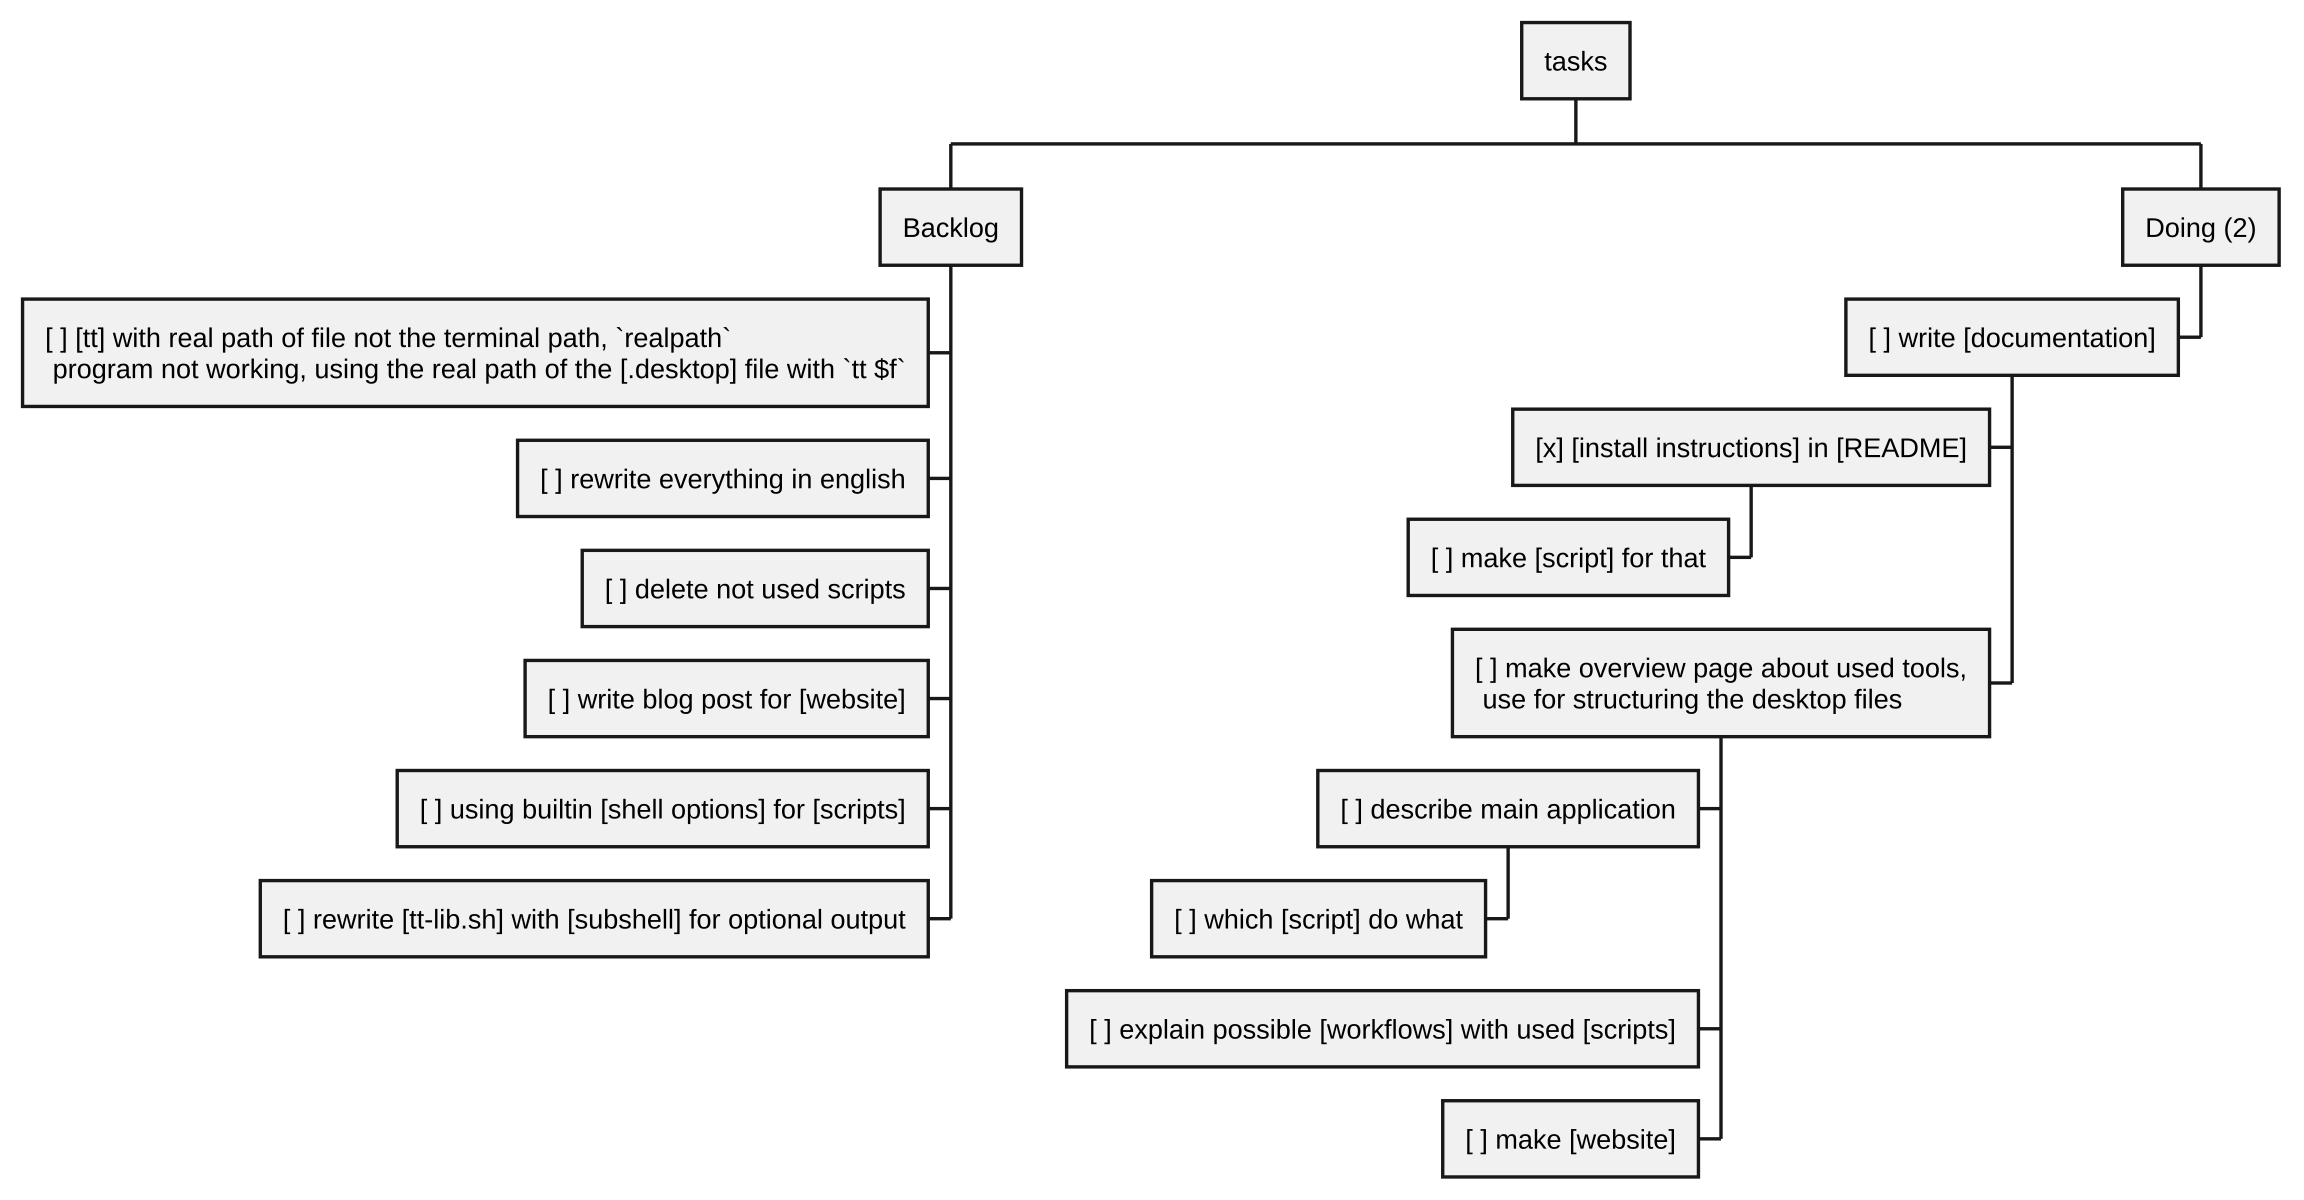 tasks
Backlog
Doing (2)
[ ] [tt] with real path of file not the terminal path, `realpath`
program not working, using the real path of the [.desktop] file with `tt $f`
[ ] rewrite everything in english
[ ] delete not used scripts
[ ] write blog post for [website]
[ ] using builtin [shell options] for [scripts]
[ ] rewrite [tt-lib.sh] with [subshell] for optional output
[ ] write [documentation]
[x] [install instructions] in [README]
[ ] make [script] for that
[ ] make overview page about used tools,
use for structuring the desktop files
[ ] describe main application
[ ] which [script] do what
[ ] explain possible [workflows] with used [scripts]
[ ] make [website]